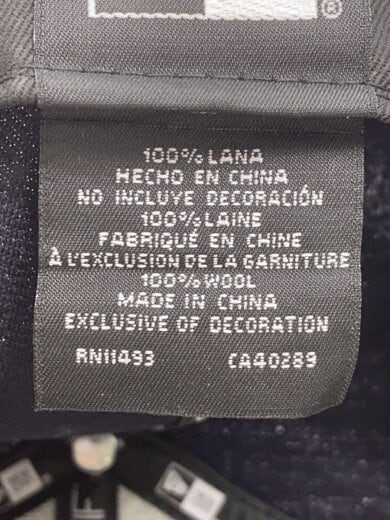 ®
100% LANA
HECHO EN CHINA
NO INCLUYE DECORACIÓN
100% LAINE
FABRIQUÉ EN CHINE
À L'EXCLUSION DE LA GARNITURE
100% WOOL
MADE IN CHINA
EXCLUSIVE OF DECORATION
RN11493 CA40289